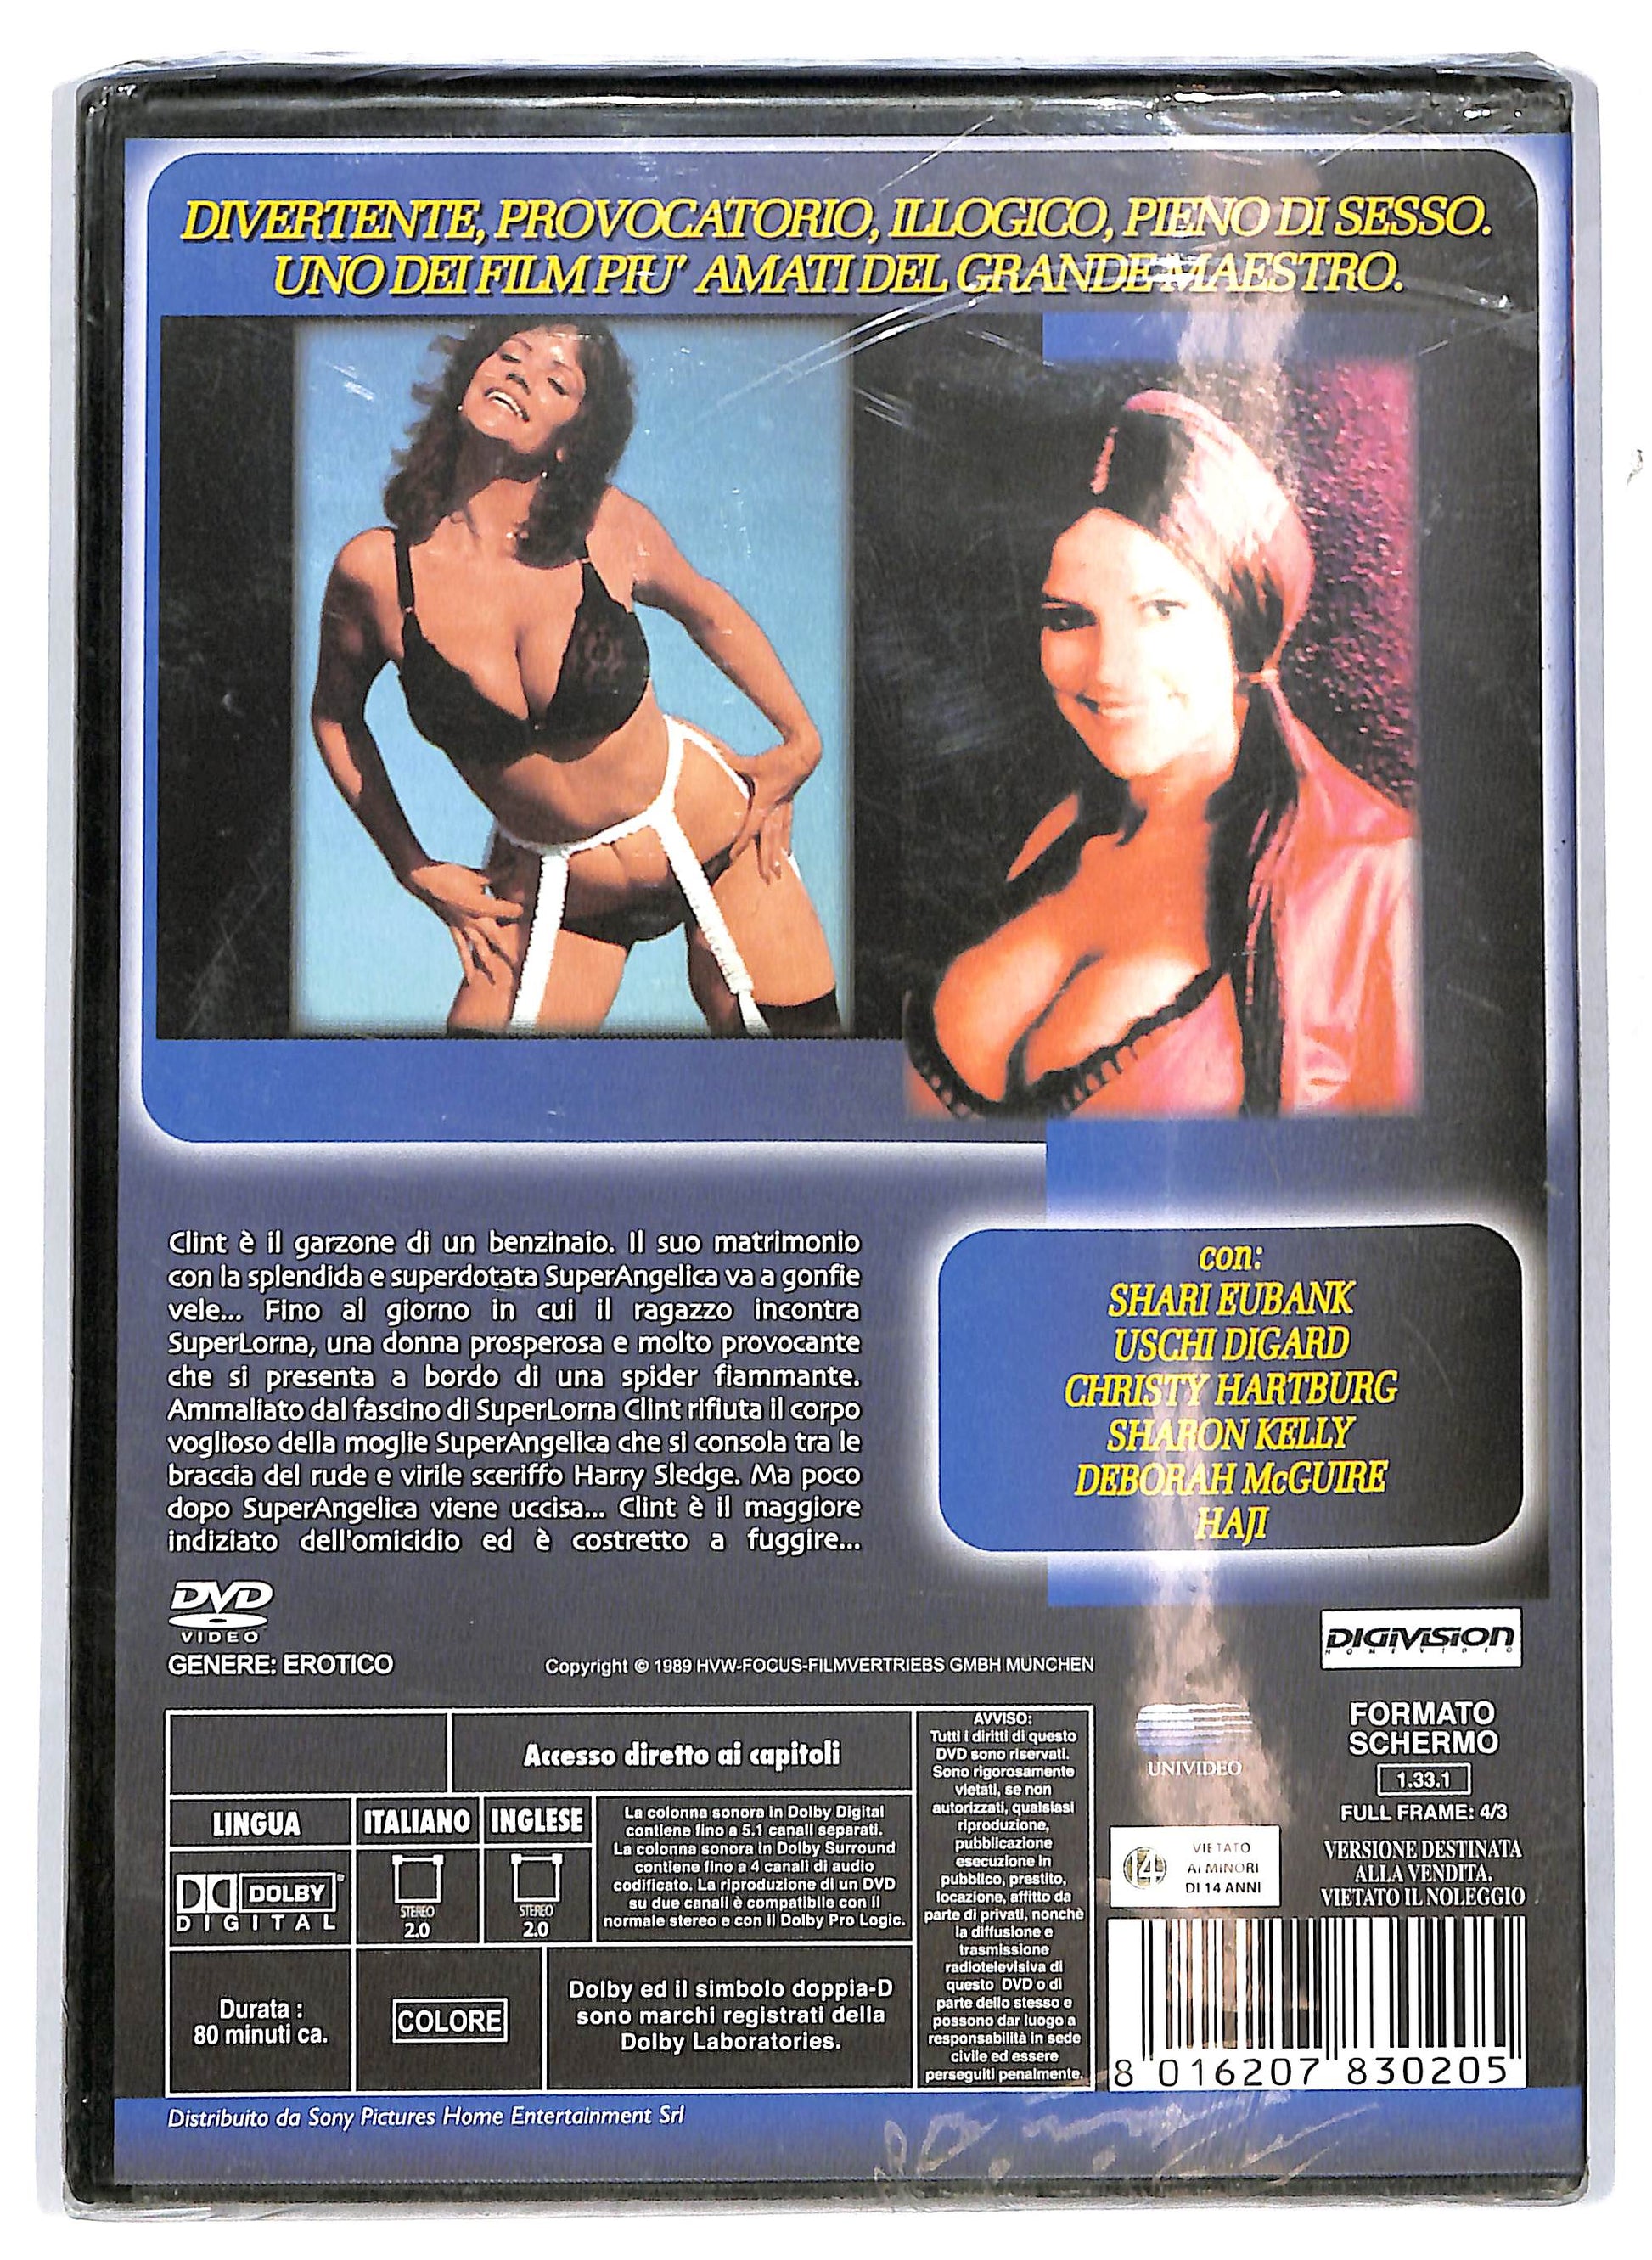 DIVERTENTE, PROVOCATORIO, ILLOGICO, PIENO DI SESSO.
UNO DEI FILM PIU' AMATI DEL GRANDE MAESTRO.
Clint è il garzone di un benzinaio. Il suo matrimonio
con la splendida e superdotata SuperAngelica va a gonfie
vele... Fino al giorno in cui il ragazzo incontra
SuperLorna, una donna prosperosa e molto provocante
che si presenta a bordo di una spider fiammante.
Ammaliato dal fascino di SuperLorna Clint rifiuta il corpo
voglioso della moglie SuperAngelica che si consola tra le
braccia del rude e virile sceriffo Harry Sledge. Ma poco
dopo SuperAngelica viene uccisa... Clint è il maggiore
indiziato dell'omicidio ed è costretto a fuggire...
con:
SHARI EUBANK
USCHI DIGARD
CHRISTY HARTBURG
SHARON KELLY
DEBORAH McGUIRE
HAJI
DVD
VIDEO
GENERE: EROTICO
Copyright © 1989 HVW-FOCUS-FILMVERTRIEBS GMBH MUNCHEN
DIGIVISION
HOME VIDEO
Accesso diretto ai capitoli
LINGUA
ITALIANO
INGLESE
DOLBY
DIGITAL
STEREO
2.0
STEREO
2.0
La colonna sonora in Dolby Digital
contiene fino a 5.1 canali separati.
La colonna sonora in Dolby Surround
contiene fino a 4 canali di audio
codificato. La riproduzione di un DVD
su due canali è compatibile con il
normale stereo e con il Dolby Pro Logic.
Durata :
80 minuti ca.
COLORE
Dolby ed il simbolo doppia-D
sono marchi registrati della
Dolby Laboratories.
AVVISO:
Tutti i diritti di questo
DVD sono riservati.
Sono rigorosamente
vietati, se non
autorizzati, qualsiasi
riproduzione,
pubblicazione
esecuzione in
pubblico, prestito,
locazione, affitto da
parte di privati, nonchè
la diffusione e
trasmissione
radiotelevisiva di
questo DVD o di
parte dello stesso e
possono dar luogo a
responsabilità in sede
civile ed essere
perseguiti penalmente.
UNIVIDEO
FORMATO
SCHERMO
1.33.1
FULL FRAME: 4/3
14
VIETATO
AI MINORI
DI 14 ANNI
VERSIONE DESTINATA
ALLA VENDITA.
VIETATO IL NOLEGGIO
8 016207 830205
Distribuito da Sony Pictures Home Entertainment Srl